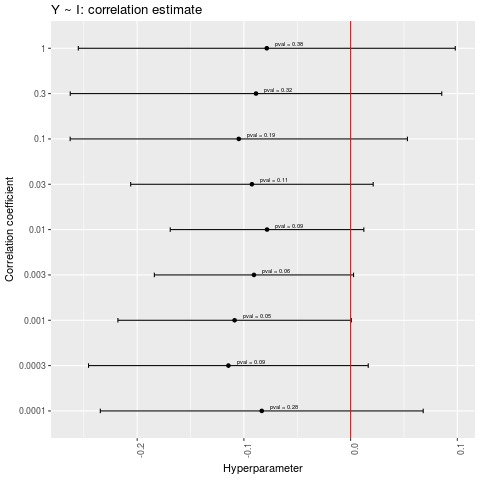 Y ~ I: correlation estimate
Correlation coefficient
1
pval = 0.38
0.3
pval = 0.32
0.1
pval = 0.19
0.03
pval = 0.11
0.01
pval = 0.09
0.003
pval = 0.06
0.001
pval = 0.05
0.0003
pval = 0.09
0.0001
pval = 0.28
-0.2
-0.1
0.0
0.1
Hyperparameter